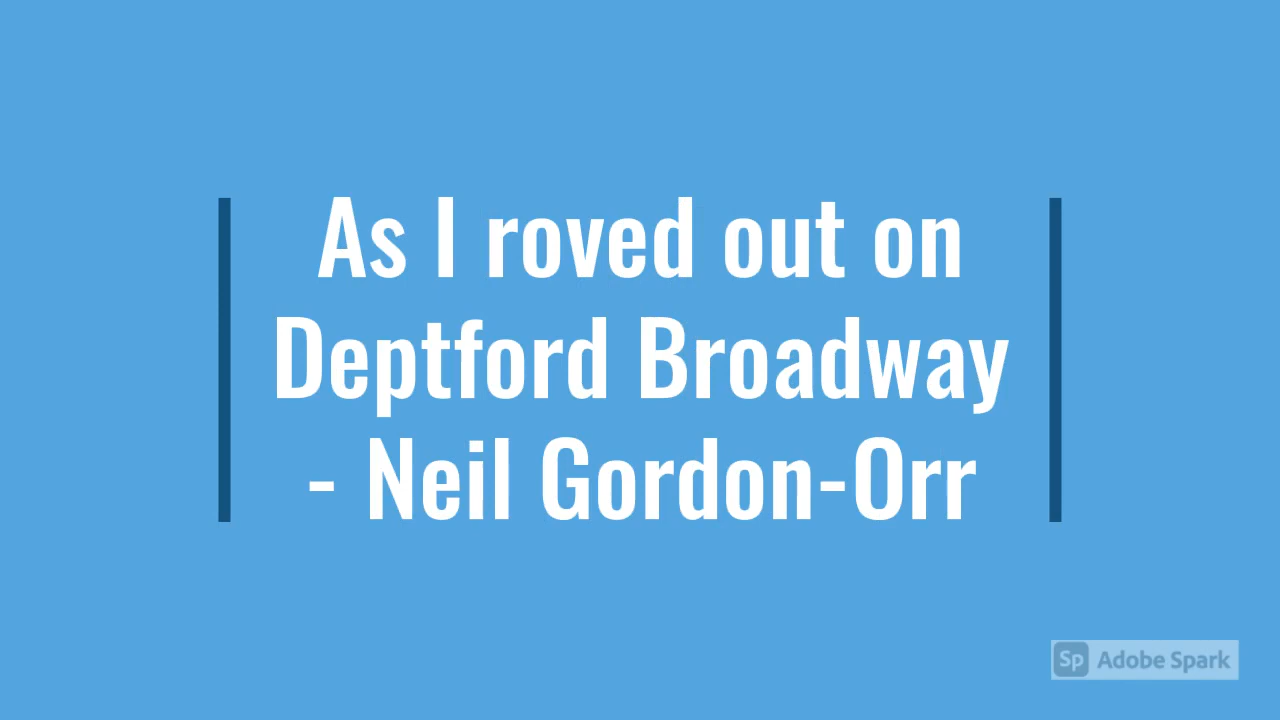 As I roved out on
Deptford Broadway
- Neil Gordon-Orr
Sp Adobe Spark